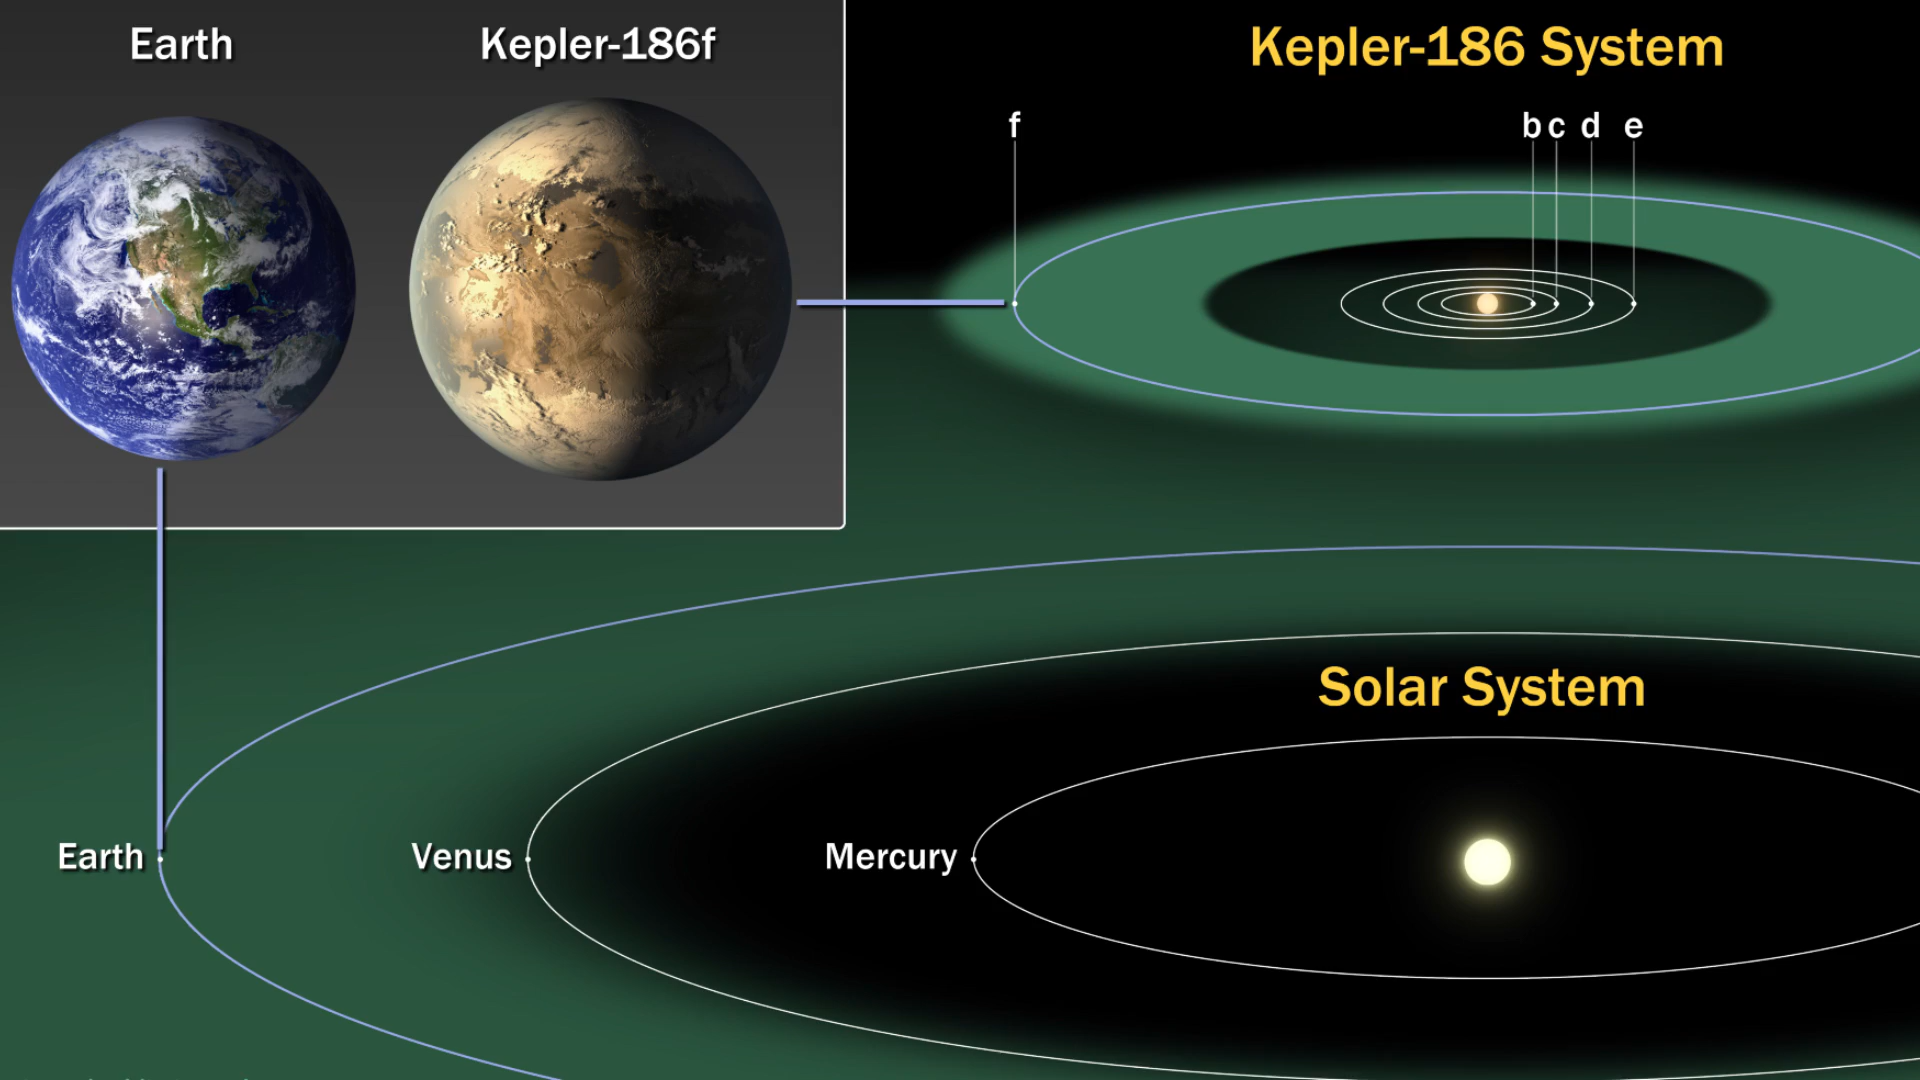 Earth
Kepler-186f
Kepler-186 System
f
b c d e
Solar System
Earth
Venus
Mercury